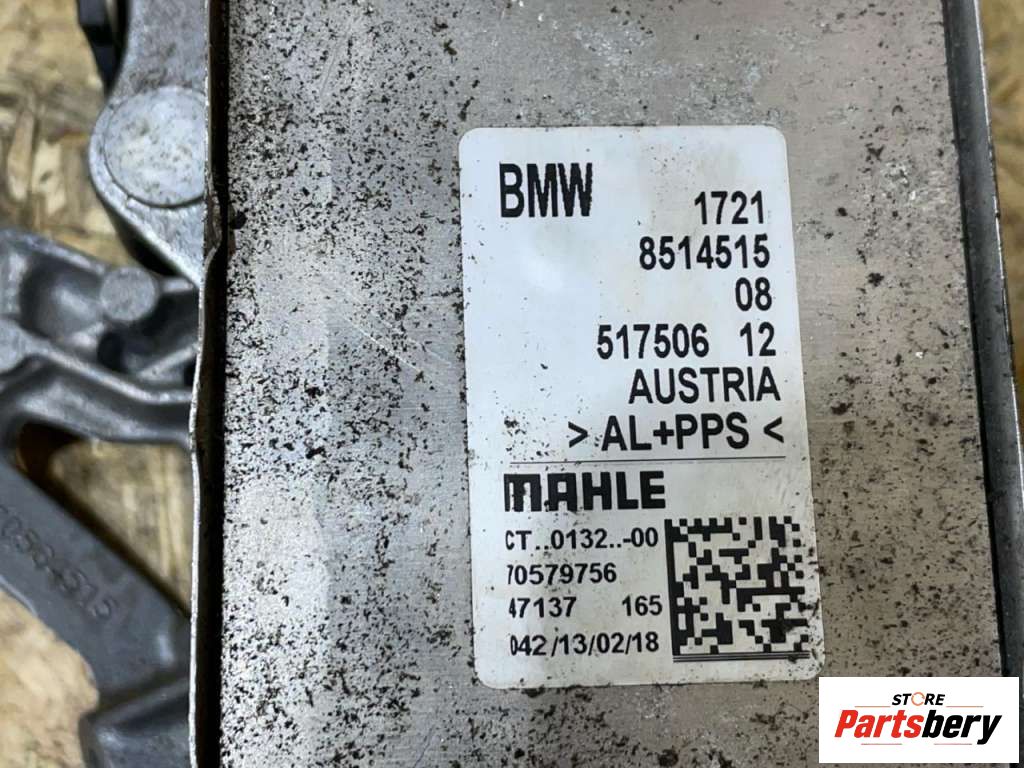 BMW 1721
8514515
08
517506 12
AUSTRIA
> AL+PPS <
MAHLE
CT..0132..-00
70579756
47137 165
042/13/02/18
STORE
Partsbery